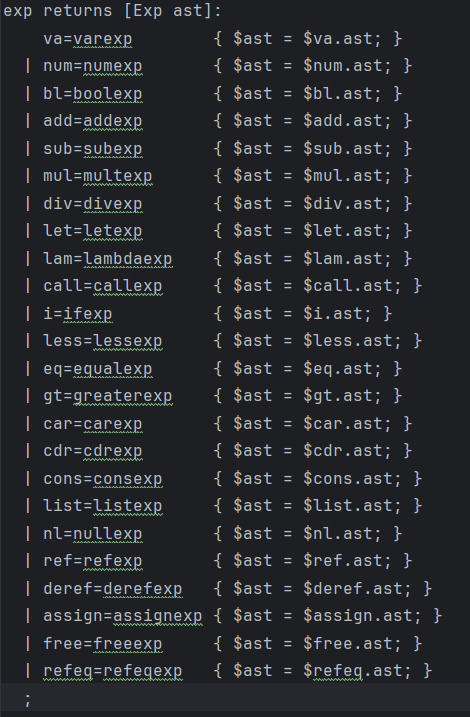 exp returns [Exp ast]:
    va=varexp        { $ast = $va.ast; }
  | num=numexp       { $ast = $num.ast; }
  | bl=boolexp       { $ast = $bl.ast; }
  | add=addexp       { $ast = $add.ast; }
  | sub=subexp       { $ast = $sub.ast; }
  | mul=multexp      { $ast = $mul.ast; }
  | div=divexp       { $ast = $div.ast; }
  | let=letexp       { $ast = $let.ast; }
  | lam=lambdaexp    { $ast = $lam.ast; }
  | call=callexp     { $ast = $call.ast; }
  | i=ifexp          { $ast = $i.ast; }
  | less=lessexp     { $ast = $less.ast; }
  | eq=equalexp      { $ast = $eq.ast; }
  | gt=greaterexp    { $ast = $gt.ast; }
  | car=carexp       { $ast = $car.ast; }
  | cdr=cdrexp       { $ast = $cdr.ast; }
  | cons=consexp     { $ast = $cons.ast; }
  | list=listexp     { $ast = $list.ast; }
  | nl=nullexp       { $ast = $nl.ast; }
  | ref=refexp       { $ast = $ref.ast; }
  | deref=derefexp   { $ast = $deref.ast; }
  | assign=assignexp { $ast = $assign.ast; }
  | free=freeexp     { $ast = $free.ast; }
  | refeq=refeqexp   { $ast = $refeq.ast; }
  ;